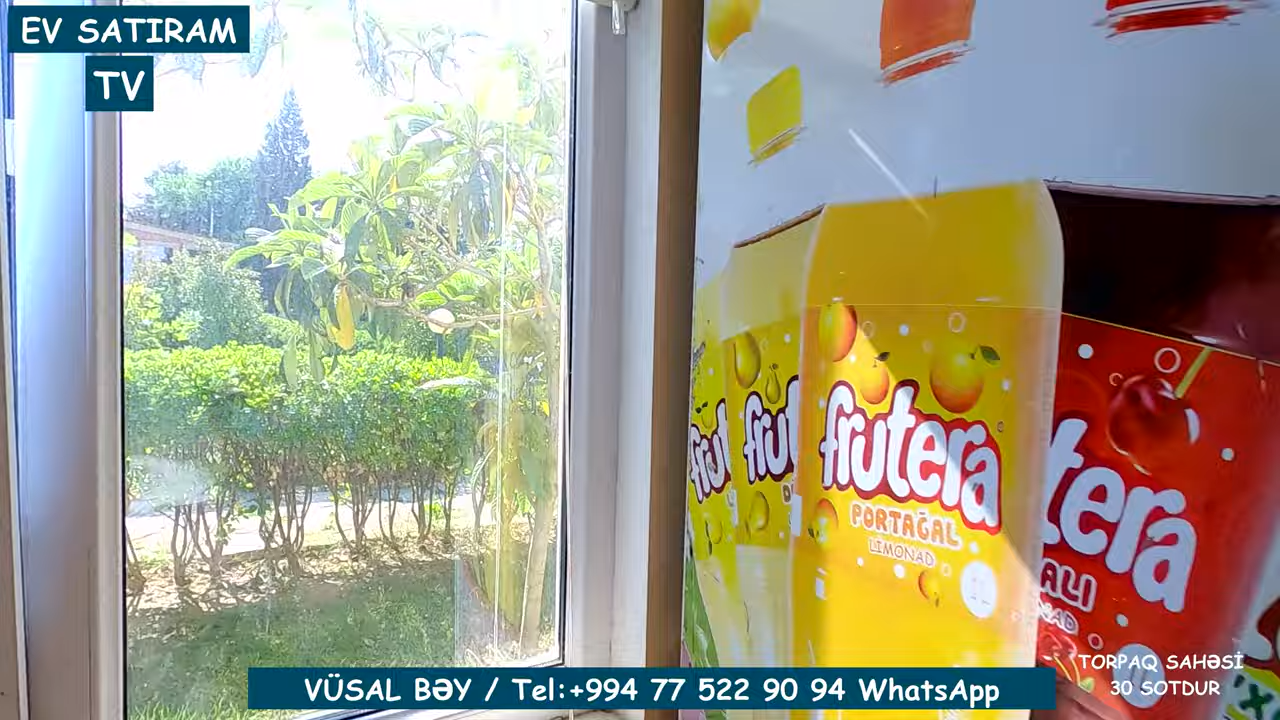 EV SATIRAM
TV
frutera
PORTAĞAL
LIMONAD
VÜSAL BƏY / Tel:+994 77 522 90 94 WhatsApp
TORPAQ SAHƏSİ
30 SOTDUR